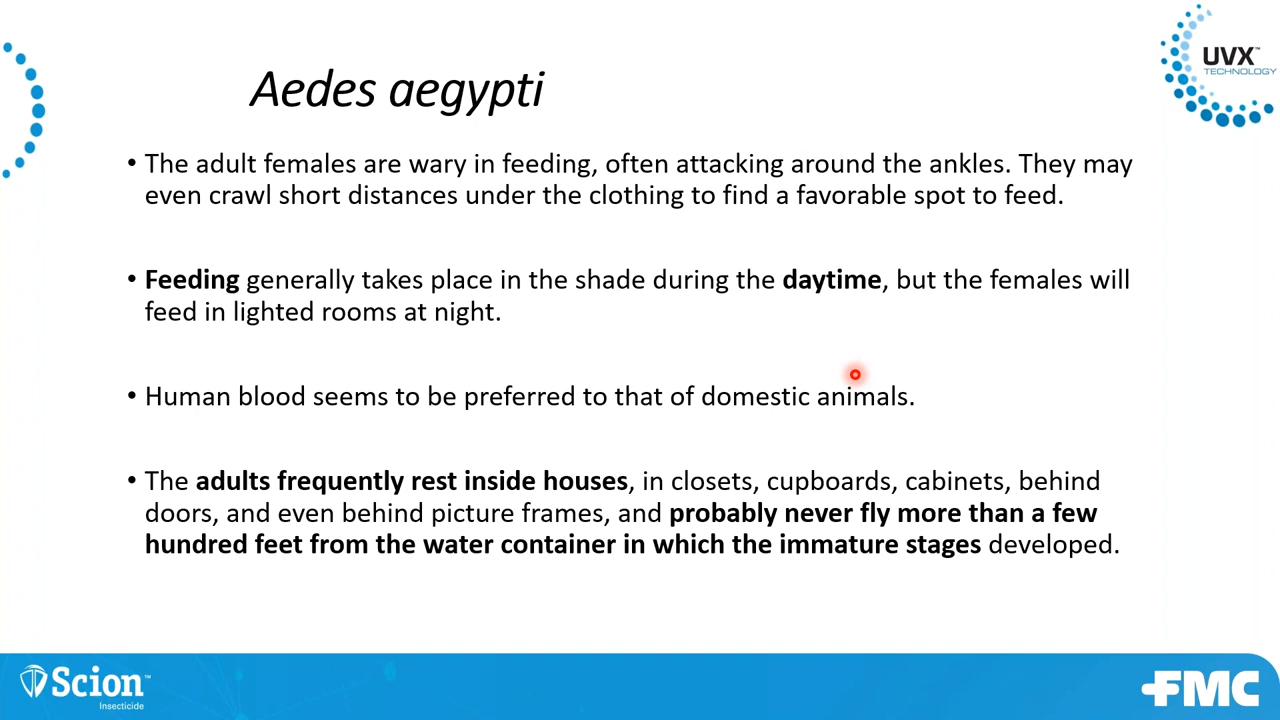 UVX™
TECHNOLOGY
Aedes aegypti
• The adult females are wary in feeding, often attacking around the ankles. They may
even crawl short distances under the clothing to find a favorable spot to feed.
• Feeding generally takes place in the shade during the daytime, but the females will
feed in lighted rooms at night.
• Human blood seems to be preferred to that of domestic animals.
• The adults frequently rest inside houses, in closets, cupboards, cabinets, behind
doors, and even behind picture frames, and probably never fly more than a few
hundred feet from the water container in which the immature stages developed.
Scion™
Insecticide
FMC